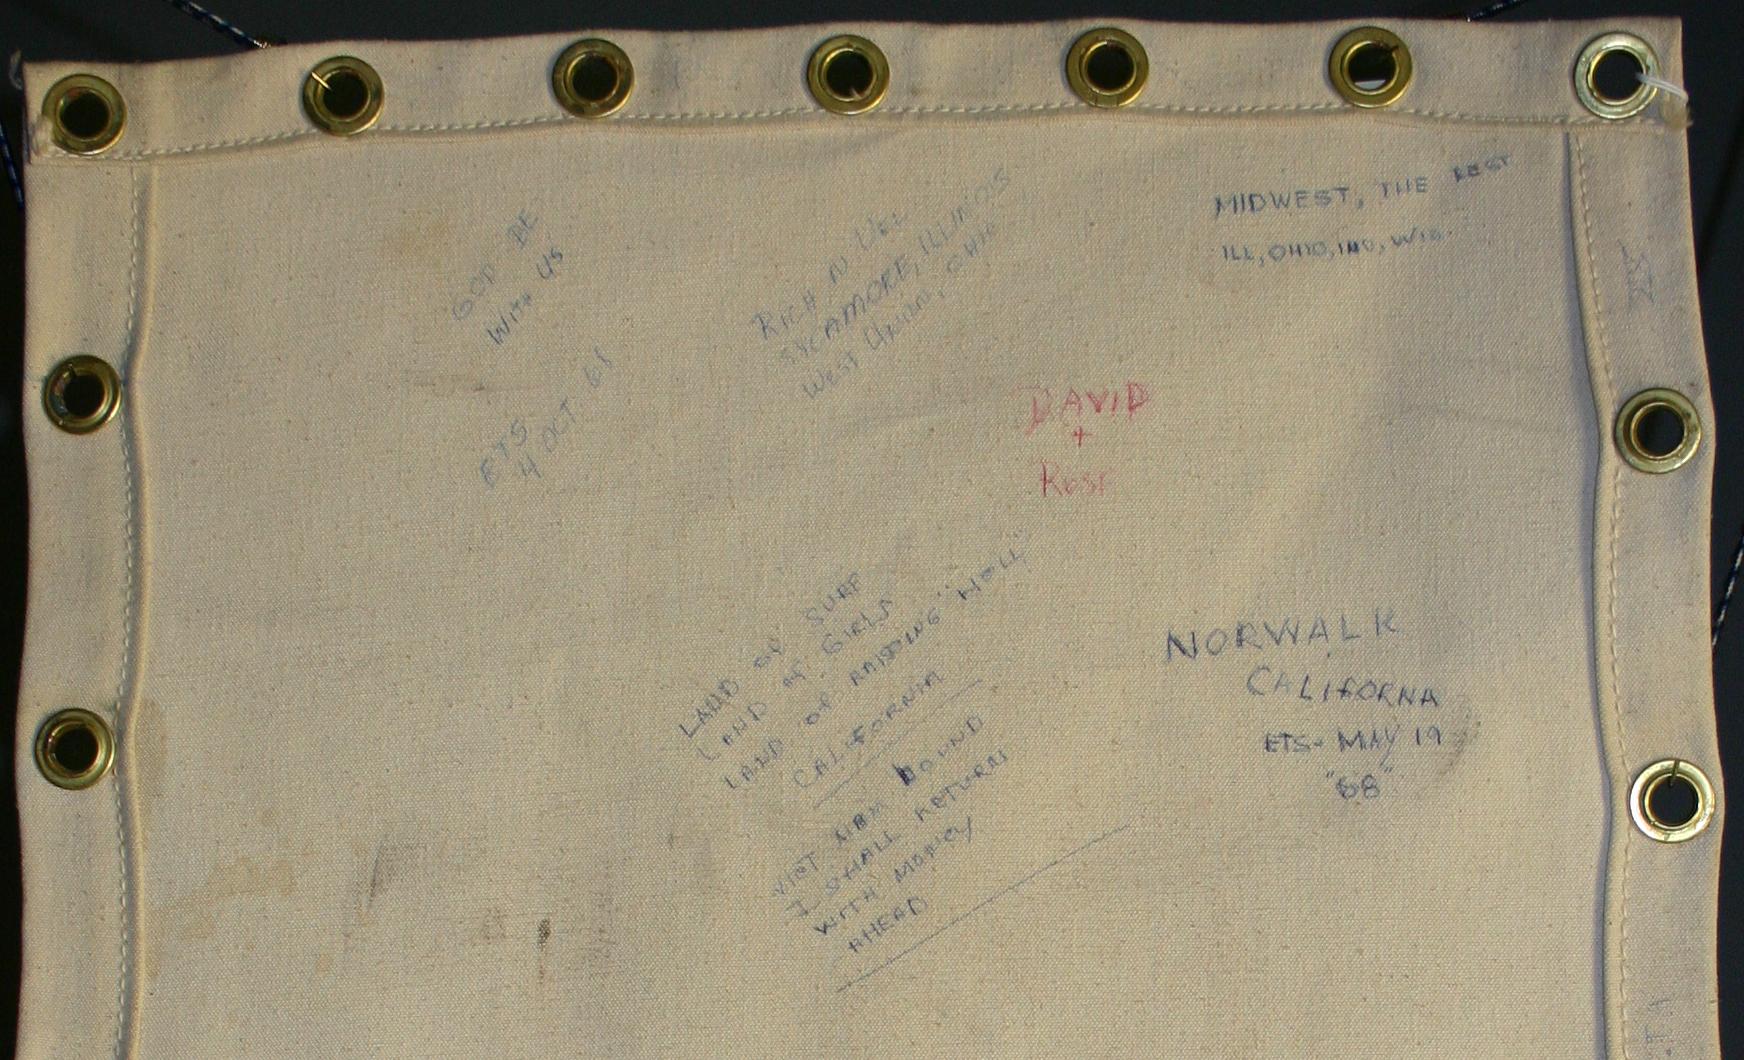 GOD BE
WITH US
ETS
4 OCT 68
RICH N
SYCAMORE, ILLINOIS
WEST UNION, OHIO
MIDWEST, THE BEST
ILL, OHIO, IND, WIS.
DAVID
+
ROSE
LAND OF SURF
LAND OF GIRLS
LAND OF RAISING "HELL"
CALIFORNIA
VIET NAM bOUND
I SHALL RETURN
WITH MONEY
AHEAD
NORWALK
CALIFORNA
ETS- MAY 19
"68"